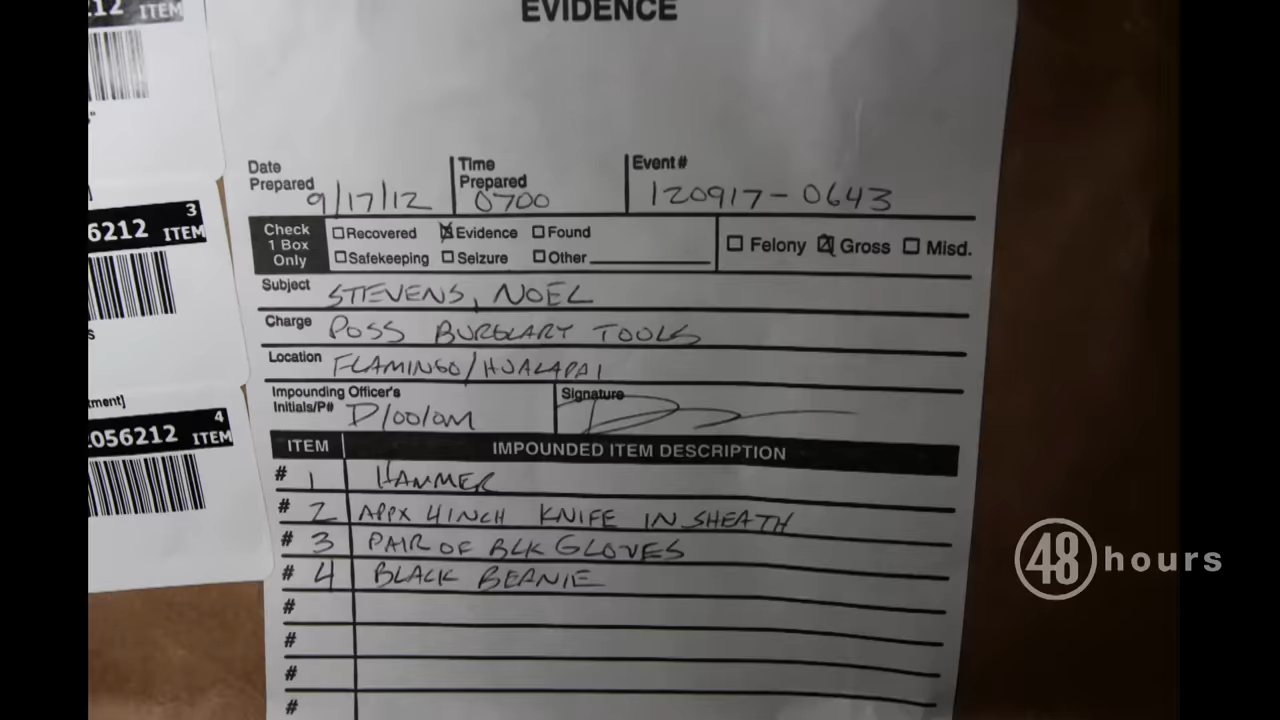 .12 ITEM
EVIDENCE
Date Prepared 9/17/12 Time Prepared 0700 Event# 120917-0643
3
6212 ITEM
Check 1 Box Only Recovered Evidence Found Felony Gross Misd.
Safekeeping Seizure Other
Subject STEVENS, NOEL
Charge POSS BURGLARY TOOLS
Location FLAMINGO/HUALAPAI
Impounding Officer's Initials/P# Signature
tment]
4
056212 ITEM
ITEM IMPOUNDED ITEM DESCRIPTION
# 1 HAMMER
# 2 APPX 4INCH KNIFE IN SHEATH
# 3 PAIR OF BLK GLOVES
# 4 BLACK BEANIE
#
#
#
#
48 hours